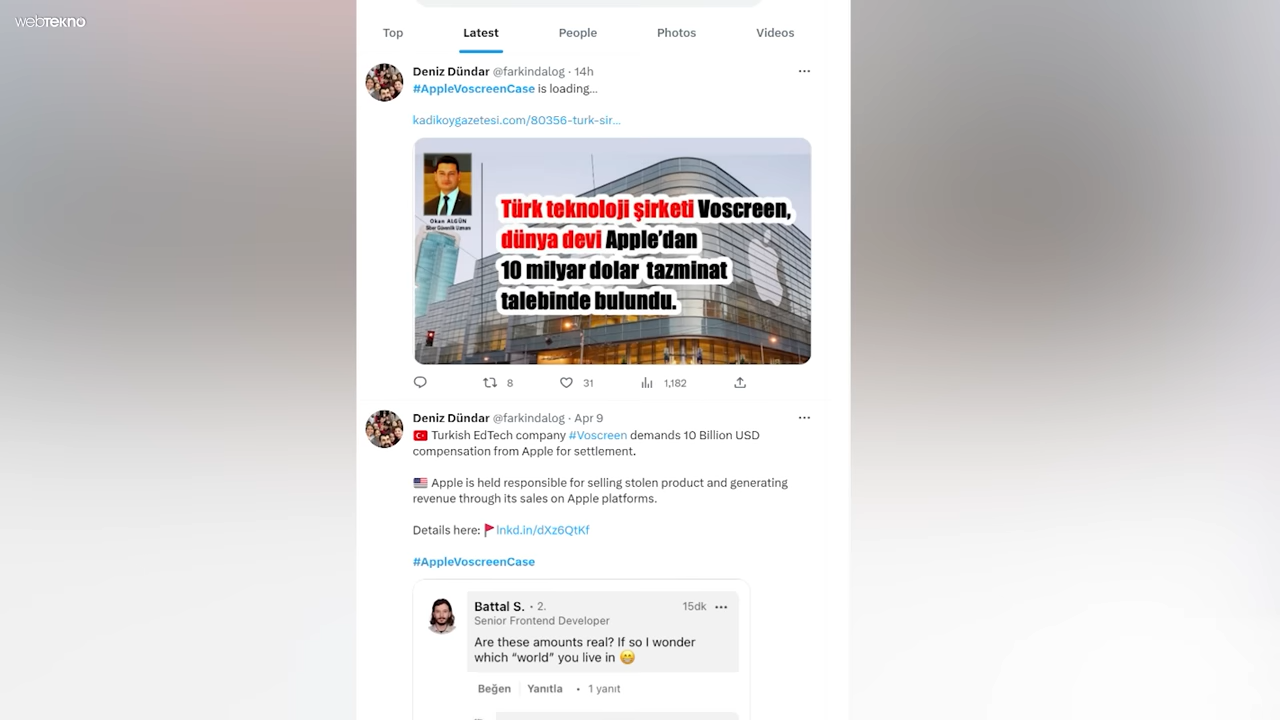 webtekno
Top Latest People Photos Videos
Deniz Dündar @farkindalog · 14h
#AppleVoscreenCase is loading...
kadikoygazetesi.com/80356-turk-sir...
Okan ALGÜN
Siber Güvenlik Uzmanı
Türk teknoloji şirketi Voscreen,
dünya devi Apple'dan
10 milyar dolar tazminat
talebinde bulundu.
8 31 1,182
Deniz Dündar @farkindalog · Apr 9
🇹🇷 Turkish EdTech company #Voscreen demands 10 Billion USD
compensation from Apple for settlement.
🇺🇸 Apple is held responsible for selling stolen product and generating
revenue through its sales on Apple platforms.
Details here: 🚩lnkd.in/dXz6QtKf
#AppleVoscreenCase
Battal S. · 2. 15dk
Senior Frontend Developer
Are these amounts real? If so I wonder
which “world” you live in 😁
Beğen Yanıtla · 1 yanıt